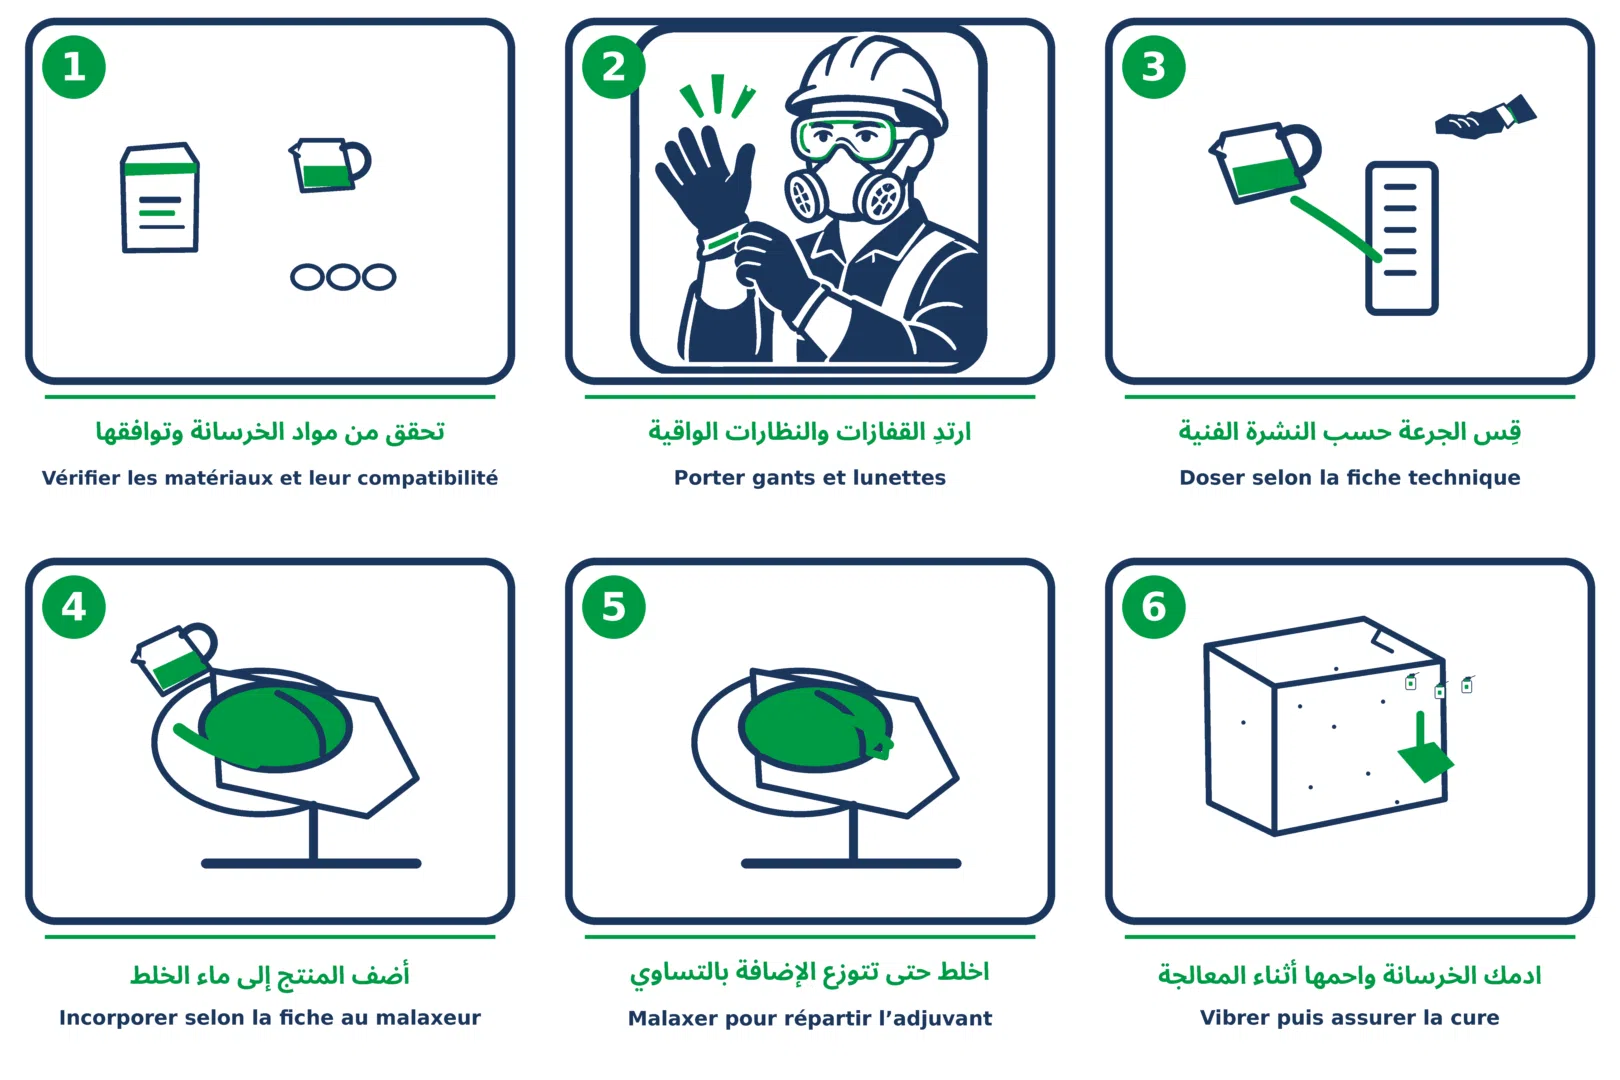 1
تحقق من مواد الخرسانة وتوافقها
Vérifier les matériaux et leur compatibilité
2
ارتدِ القفازات والنظارات الواقية
Porter gants et lunettes
3
قِس الجرعة حسب النشرة الفنية
Doser selon la fiche technique
4
أضف المنتج إلى ماء الخلط
Incorporer selon la fiche au malaxeur
5
اخلط حتى تتوزع الإضافة بالتساوي
Malaxer pour répartir l’adjuvant
6
ادمك الخرسانة واحمها أثناء المعالجة
Vibrer puis assurer la cure